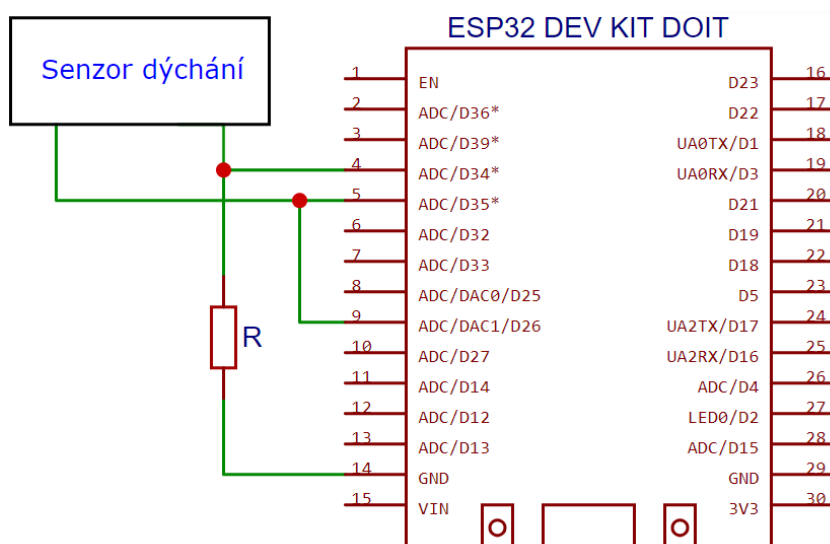 ESP32 DEV KIT DOIT
Senzor dýchání
R
1 EN
2 ADC/D36*
3 ADC/D39*
4 ADC/D34*
5 ADC/D35*
6 ADC/D32
7 ADC/D33
8 ADC/DAC0/D25
9 ADC/DAC1/D26
10 ADC/D27
11 ADC/D14
12 ADC/D12
13 ADC/D13
14 GND
15 VIN
D23 16
D22 17
UA0TX/D1 18
UA0RX/D3 19
D21 20
D19 21
D18 22
D5 23
UA2TX/D17 24
UA2RX/D16 25
ADC/D4 26
LED0/D2 27
ADC/D15 28
GND 29
3V3 30